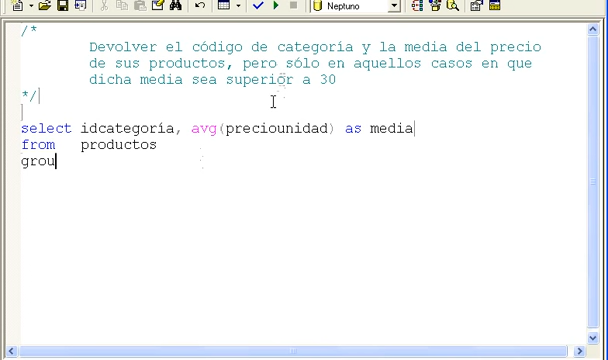 Neptuno
/*
Devolver el código de categoría y la media del precio
de sus productos, pero sólo en aquellos casos en que
dicha media sea superior a 30
*/
select idcategoría, avg(preciounidad) as media
from productos
grou